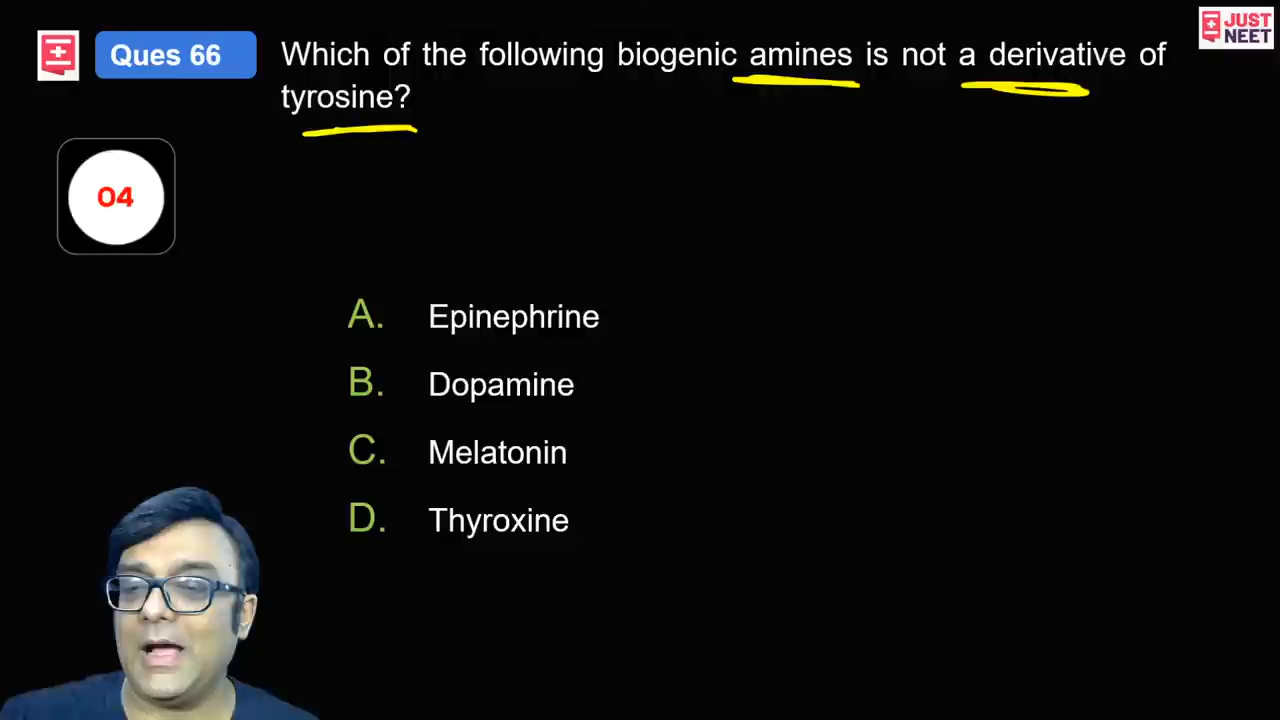 JUST
NEET
Ques 66
Which of the following biogenic amines is not a derivative of
tyrosine?
04
A. Epinephrine
B. Dopamine
C. Melatonin
D. Thyroxine